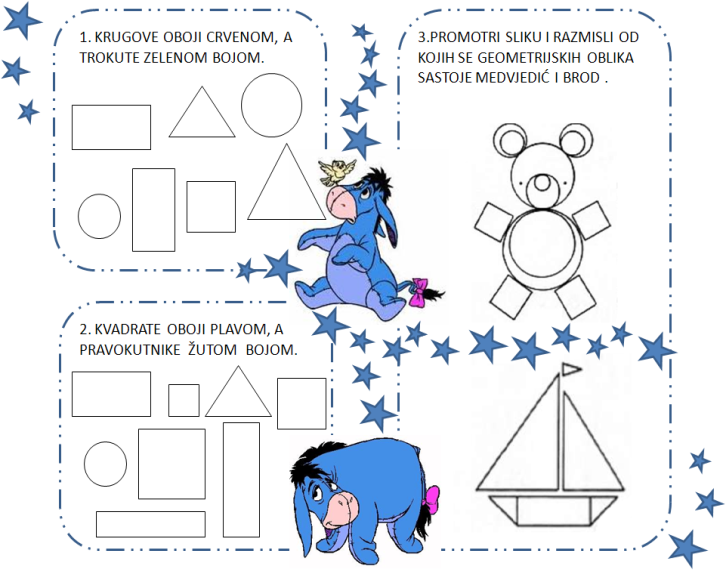 1. KRUGOVE OBOJI CRVENOM, A
TROKUTE ZELENOM BOJOM.
2. KVADRATE OBOJI PLAVOM, A
PRAVOKUTNIKE ŽUTOM BOJOM.
3.PROMOTRI SLIKU I RAZMISLI OD
KOJIH SE GEOMETRIJSKIH OBLIKA
SASTOJE MEDVJEDIĆ I BROD .